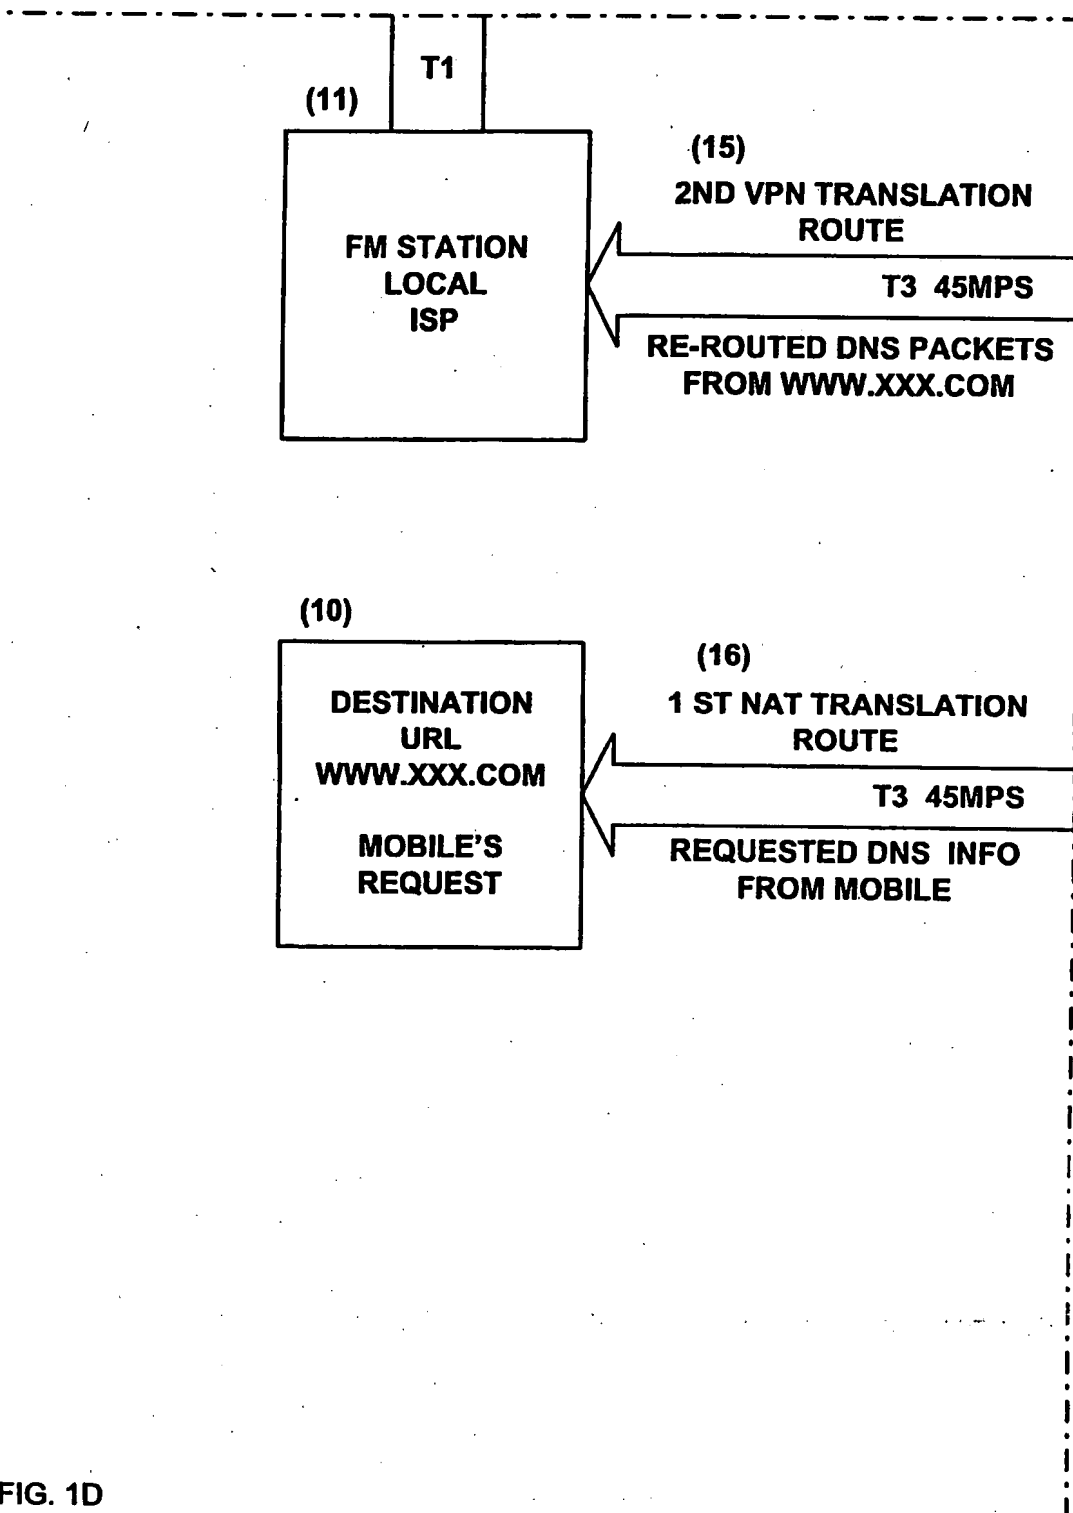 T1
(11)
FM STATION
LOCAL
ISP
(15)
2ND VPN TRANSLATION
ROUTE
T3 45MPS
RE-ROUTED DNS PACKETS
FROM WWW.XXX.COM
(10)
DESTINATION
URL
WWW.XXX.COM
MOBILE'S
REQUEST
(16)
1 ST NAT TRANSLATION
ROUTE
T3 45MPS
REQUESTED DNS INFO
FROM MOBILE
FIG. 1D